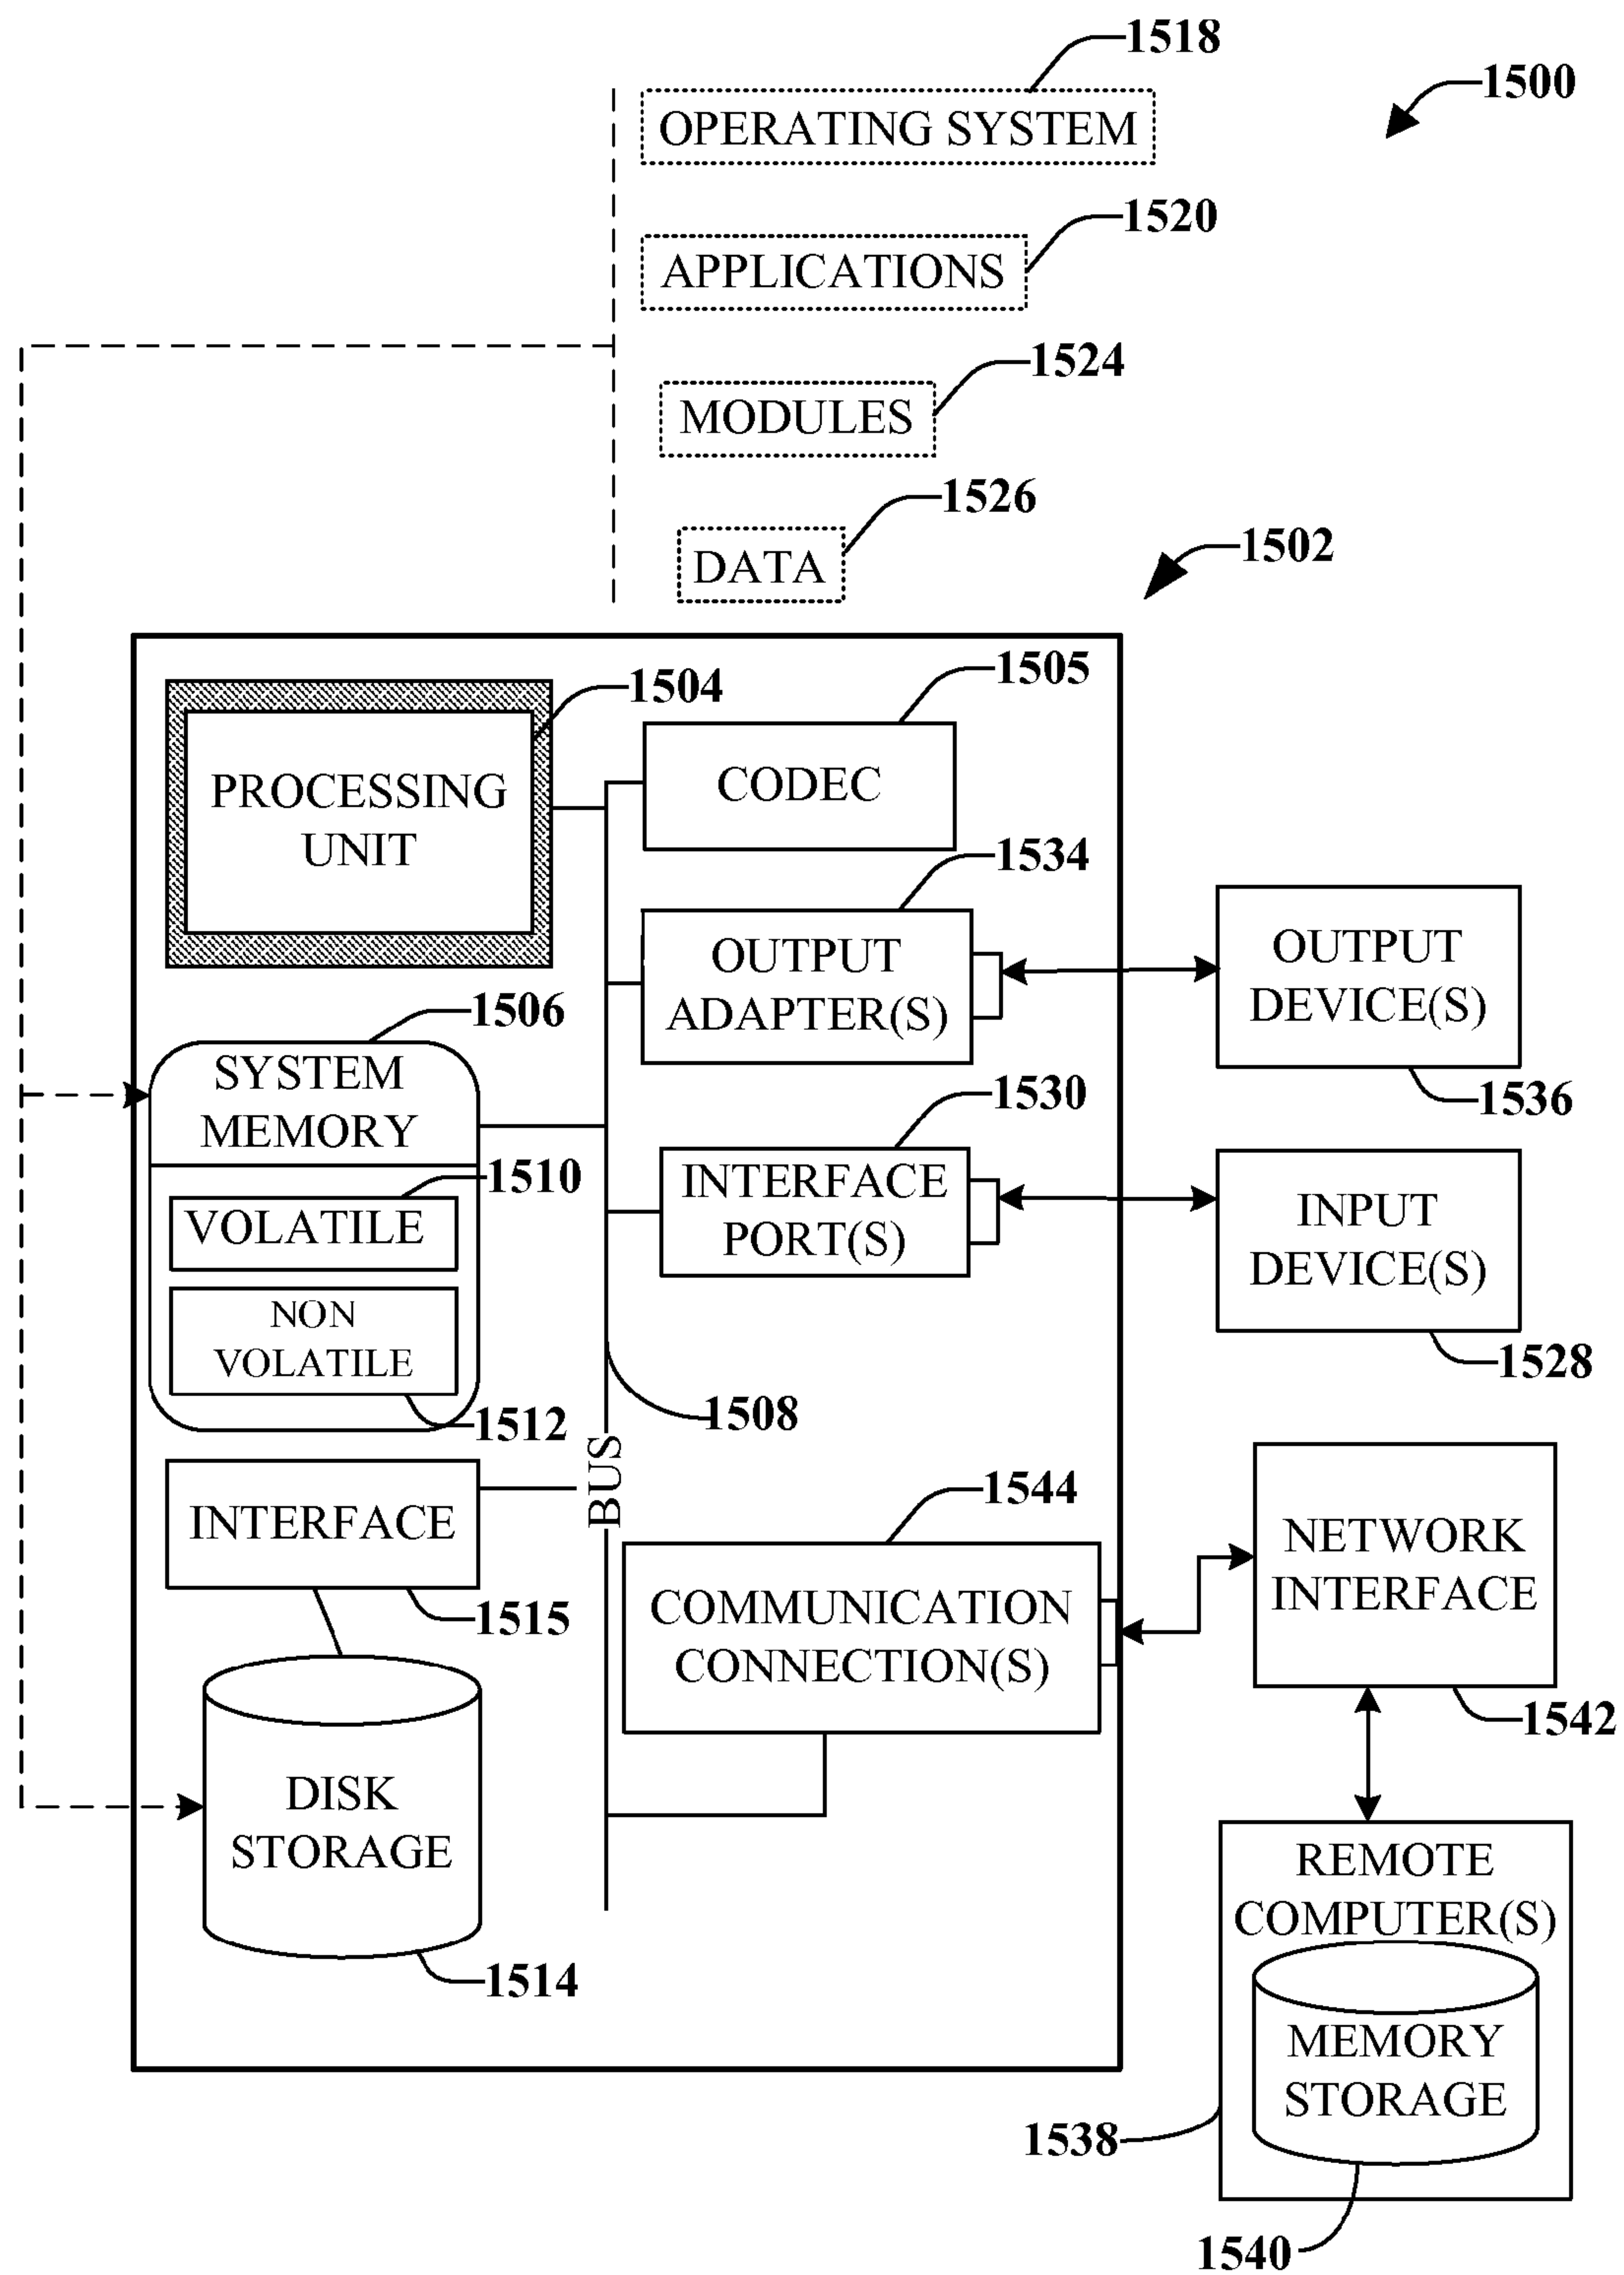 1518
1500
OPERATING SYSTEM
1520
APPLICATIONS
1524
MODULES
1526
DATA
1502
1504
PROCESSING
UNIT
1505
CODEC
1534
OUTPUT
ADAPTER(S)
OUTPUT
DEVICE(S)
1536
1506
SYSTEM
MEMORY
1510
VOLATILE
NON
VOLATILE
1512
1530
INTERFACE
PORT(S)
INPUT
DEVICE(S)
1528
1508
BUS
INTERFACE
1515
1544
COMMUNICATION
CONNECTION(S)
NETWORK
INTERFACE
1542
DISK
STORAGE
1514
REMOTE
COMPUTER(S)
MEMORY
STORAGE
1538
1540